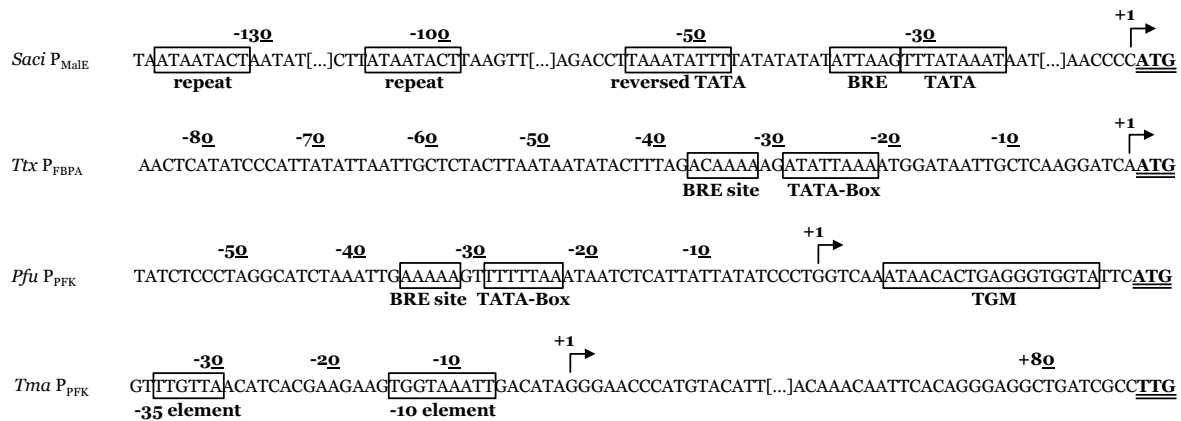 -130 -100 -50 -30 +1
Saci PMalE TAATAATACTAATAT[...]CTTATAATACTTAAGTT[...]AGACCTTAAATATTTTATATATATATTAAGTTTATAAATAAT[...]AACCCCATG
repeat repeat reversed TATA BRE TATA
-80 -70 -60 -50 -40 -30 -20 -10 +1
Ttx PFBPA AACTCATATCCCATTATATTAATTGCTCTACTTAATAATATACTTTAGACAAAAAGATATTAAAATGGATAATTGCTCAAGGATCAATG
BRE site TATA-Box
-50 -40 -30 -20 -10 +1
Pfu PPFK TATCTCCCTAGGCATCTAAATTGAAAAAGTTTTTTAAATAATCTCATTATTATATCCCTGGTCAAATAACACTGAGGGTGGTATTCATG
BRE site TATA-Box TGM
-30 -20 -10 +1 +80
Tma PPFK GTTTGTTAACATCACGAAGAAGTGGTAAATTGACATAGGGAACCCATGTACATT[...]ACAAACAATTCACAGGGAGGCTGATCGCCTTG
-35 element -10 element